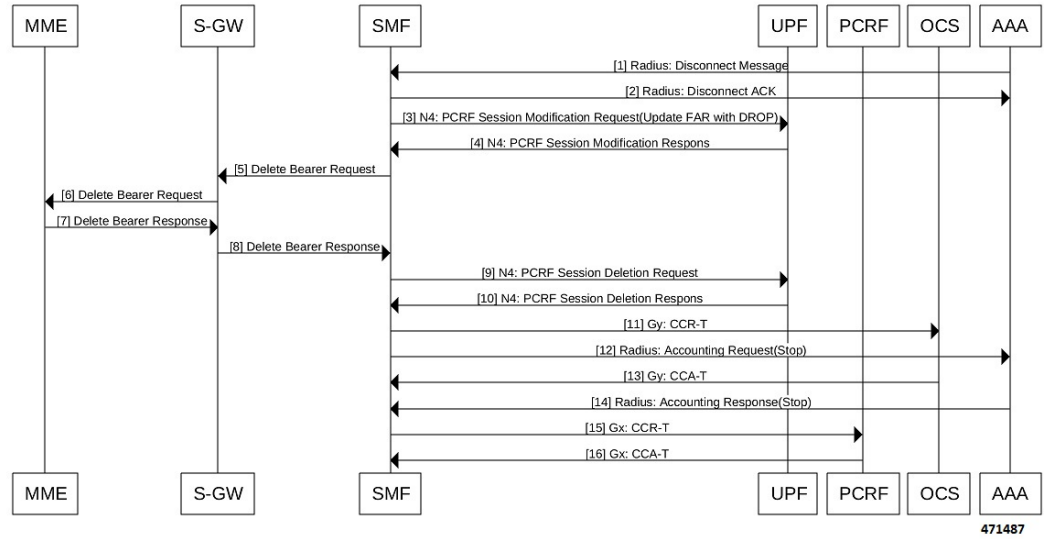 MME S-GW SMF UPF PCRF OCS AAA
[1] Radius: Disconnect Message
[2] Radius: Disconnect ACK
[3] N4: PCRF Session Modification Request(Update FAR with DROP)
[4] N4: PCRF Session Modification Respons
[5] Delete Bearer Request
[6] Delete Bearer Request
[7] Delete Bearer Response
[8] Delete Bearer Response
[9] N4: PCRF Session Deletion Request
[10] N4: PCRF Session Deletion Respons
[11] Gy: CCR-T
[12] Radius: Accounting Request(Stop)
[13] Gy: CCA-T
[14] Radius: Accounting Response(Stop)
[15] Gx: CCR-T
[16] Gx: CCA-T
MME S-GW SMF UPF PCRF OCS AAA
471487